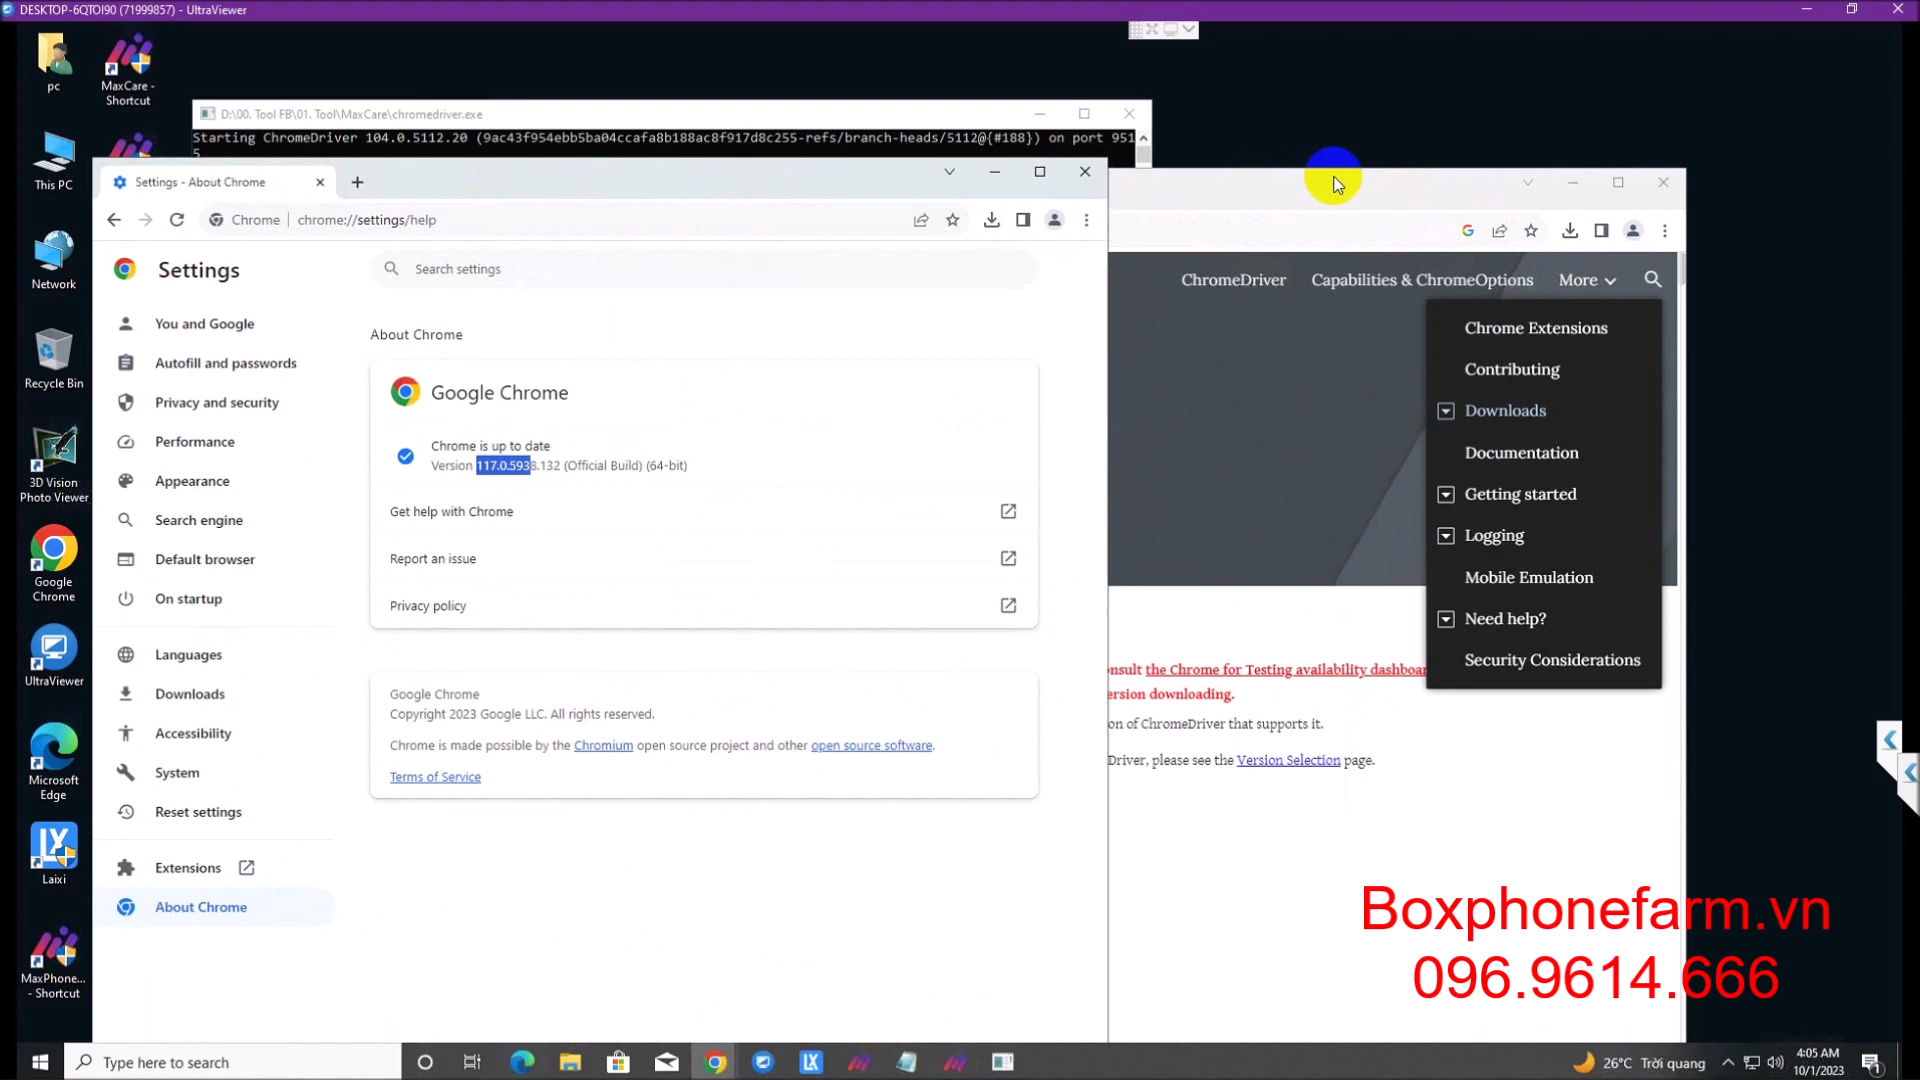 DESKTOP-6QTOI90 (71999857) - UltraViewer
pc
MaxCare - Shortcut
This PC
Network
Recycle Bin
3D Vision Photo Viewer
Google Chrome
UltraViewer
Microsoft Edge
Laixi
MaxPhone... - Shortcut
D:\00. Tool FB\01. Tool\MaxCare\chromedriver.exe
Starting ChromeDriver 104.0.5112.20 (9ac43f954ebb5ba04ccafa8b188ac8f917d8c255-refs/branch-heads/5112@{#188}) on port 951
5
Settings - About Chrome
Chrome | chrome://settings/help
Settings
Search settings
You and Google
Autofill and passwords
Privacy and security
Performance
Appearance
Search engine
Default browser
On startup
Languages
Downloads
Accessibility
System
Reset settings
Extensions
About Chrome
About Chrome
Google Chrome
Chrome is up to date
Version 117.0.5938.132 (Official Build) (64-bit)
Get help with Chrome
Report an issue
Privacy policy
Google Chrome
Copyright 2023 Google LLC. All rights reserved.
Chrome is made possible by the Chromium open source project and other open source software.
Terms of Service
ChromeDriver
Capabilities & ChromeOptions
More
Chrome Extensions
Contributing
Downloads
Documentation
Getting started
Logging
Mobile Emulation
Need help?
Security Considerations
nsult the Chrome for Testing availability dashboar
ersion downloading.
on of ChromeDriver that supports it.
Driver, please see the Version Selection page.
Boxphonefarm.vn
096.9614.666
Type here to search
26°C Trời quang
4:05 AM
10/1/2023